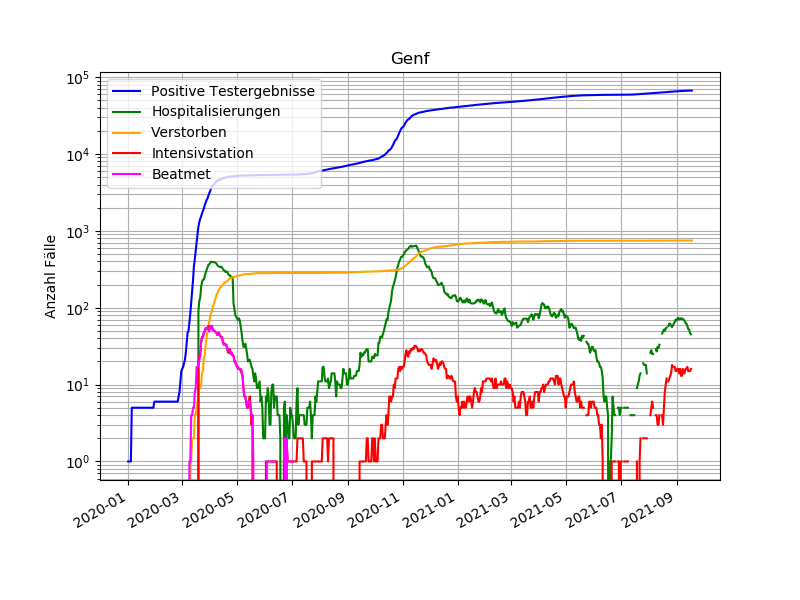 Genf
Anzahl Fälle
10^5
10^4
10^3
10^2
10^1
10^0
Positive Testergebnisse
Hospitalisierungen
Verstorben
Intensivstation
Beatmet
2020-01
2020-03
2020-05
2020-07
2020-09
2020-11
2021-01
2021-03
2021-05
2021-07
2021-09